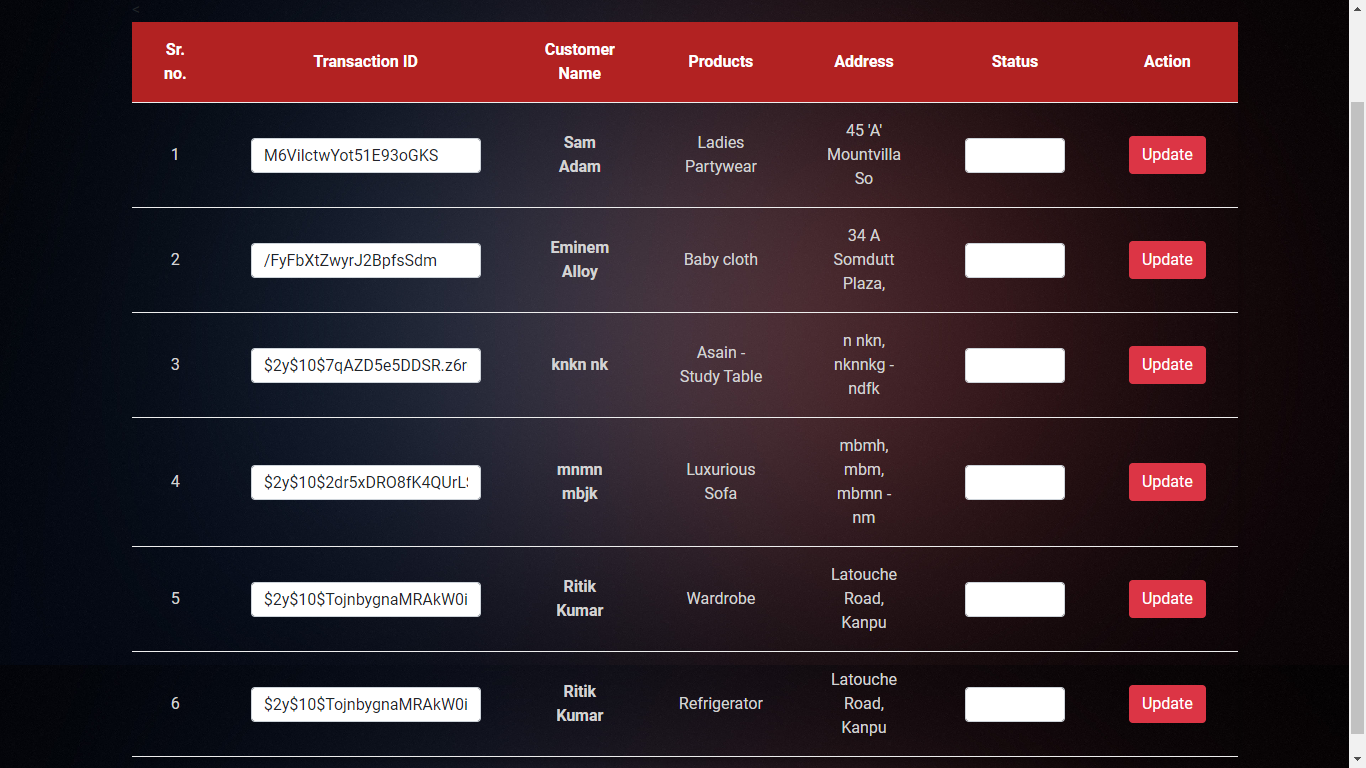 <
Sr. no. Transaction ID Customer Name Products Address Status Action
1 M6VilctwYot51E93oGKS Sam Adam Ladies Partywear 45 'A' Mountvilla So Update
2 /FyFbXtZwyrJ2BpfsSdm Eminem Alloy Baby cloth 34 A Somdutt Plaza, Update
3 $2y$10$7qAZD5e5DDSR.z6r knkn nk Asain - Study Table n nkn, nknnkg - ndfk Update
4 $2y$10$2dr5xDRO8fK4QUrL mnmn mbjk Luxurious Sofa mbmh, mbm, mbmn - nm Update
5 $2y$10$TojnbygnaMRAkW0i Ritik Kumar Wardrobe Latouche Road, Kanpu Update
6 $2y$10$TojnbygnaMRAkW0i Ritik Kumar Refrigerator Latouche Road, Kanpu Update